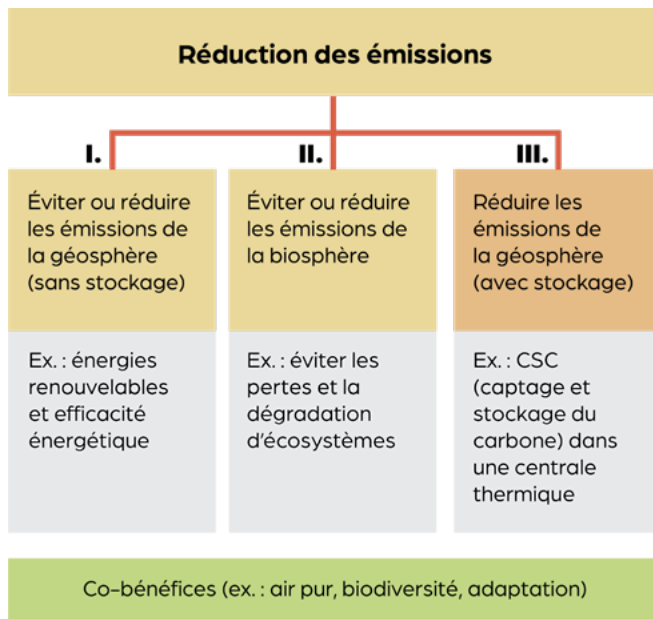 Réduction des émissions
I.
II.
III.
Éviter ou réduire
les émissions de
la géosphère
(sans stockage)
Éviter ou réduire
les émissions de
la biosphère
Réduire les
émissions de
la géosphère
(avec stockage)
Ex. : énergies
renouvelables
et efficacité
énergétique
Ex. : éviter les
pertes et la
dégradation
d'écosystèmes
Ex. : CSC
(captage et
stockage du
carbone) dans
une centrale
thermique
Co-bénéfices (ex. : air pur, biodiversité, adaptation)